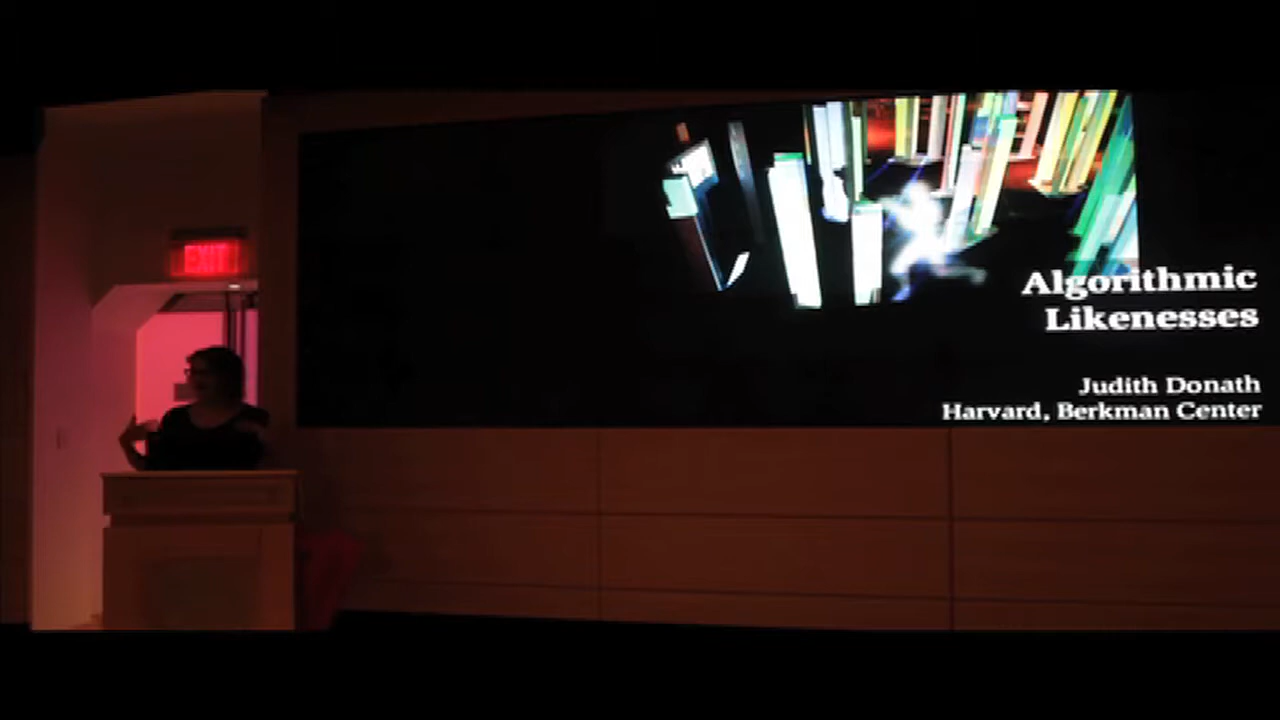 EXIT
Algorithmic
Likenesses
Judith Donath
Harvard, Berkman Center